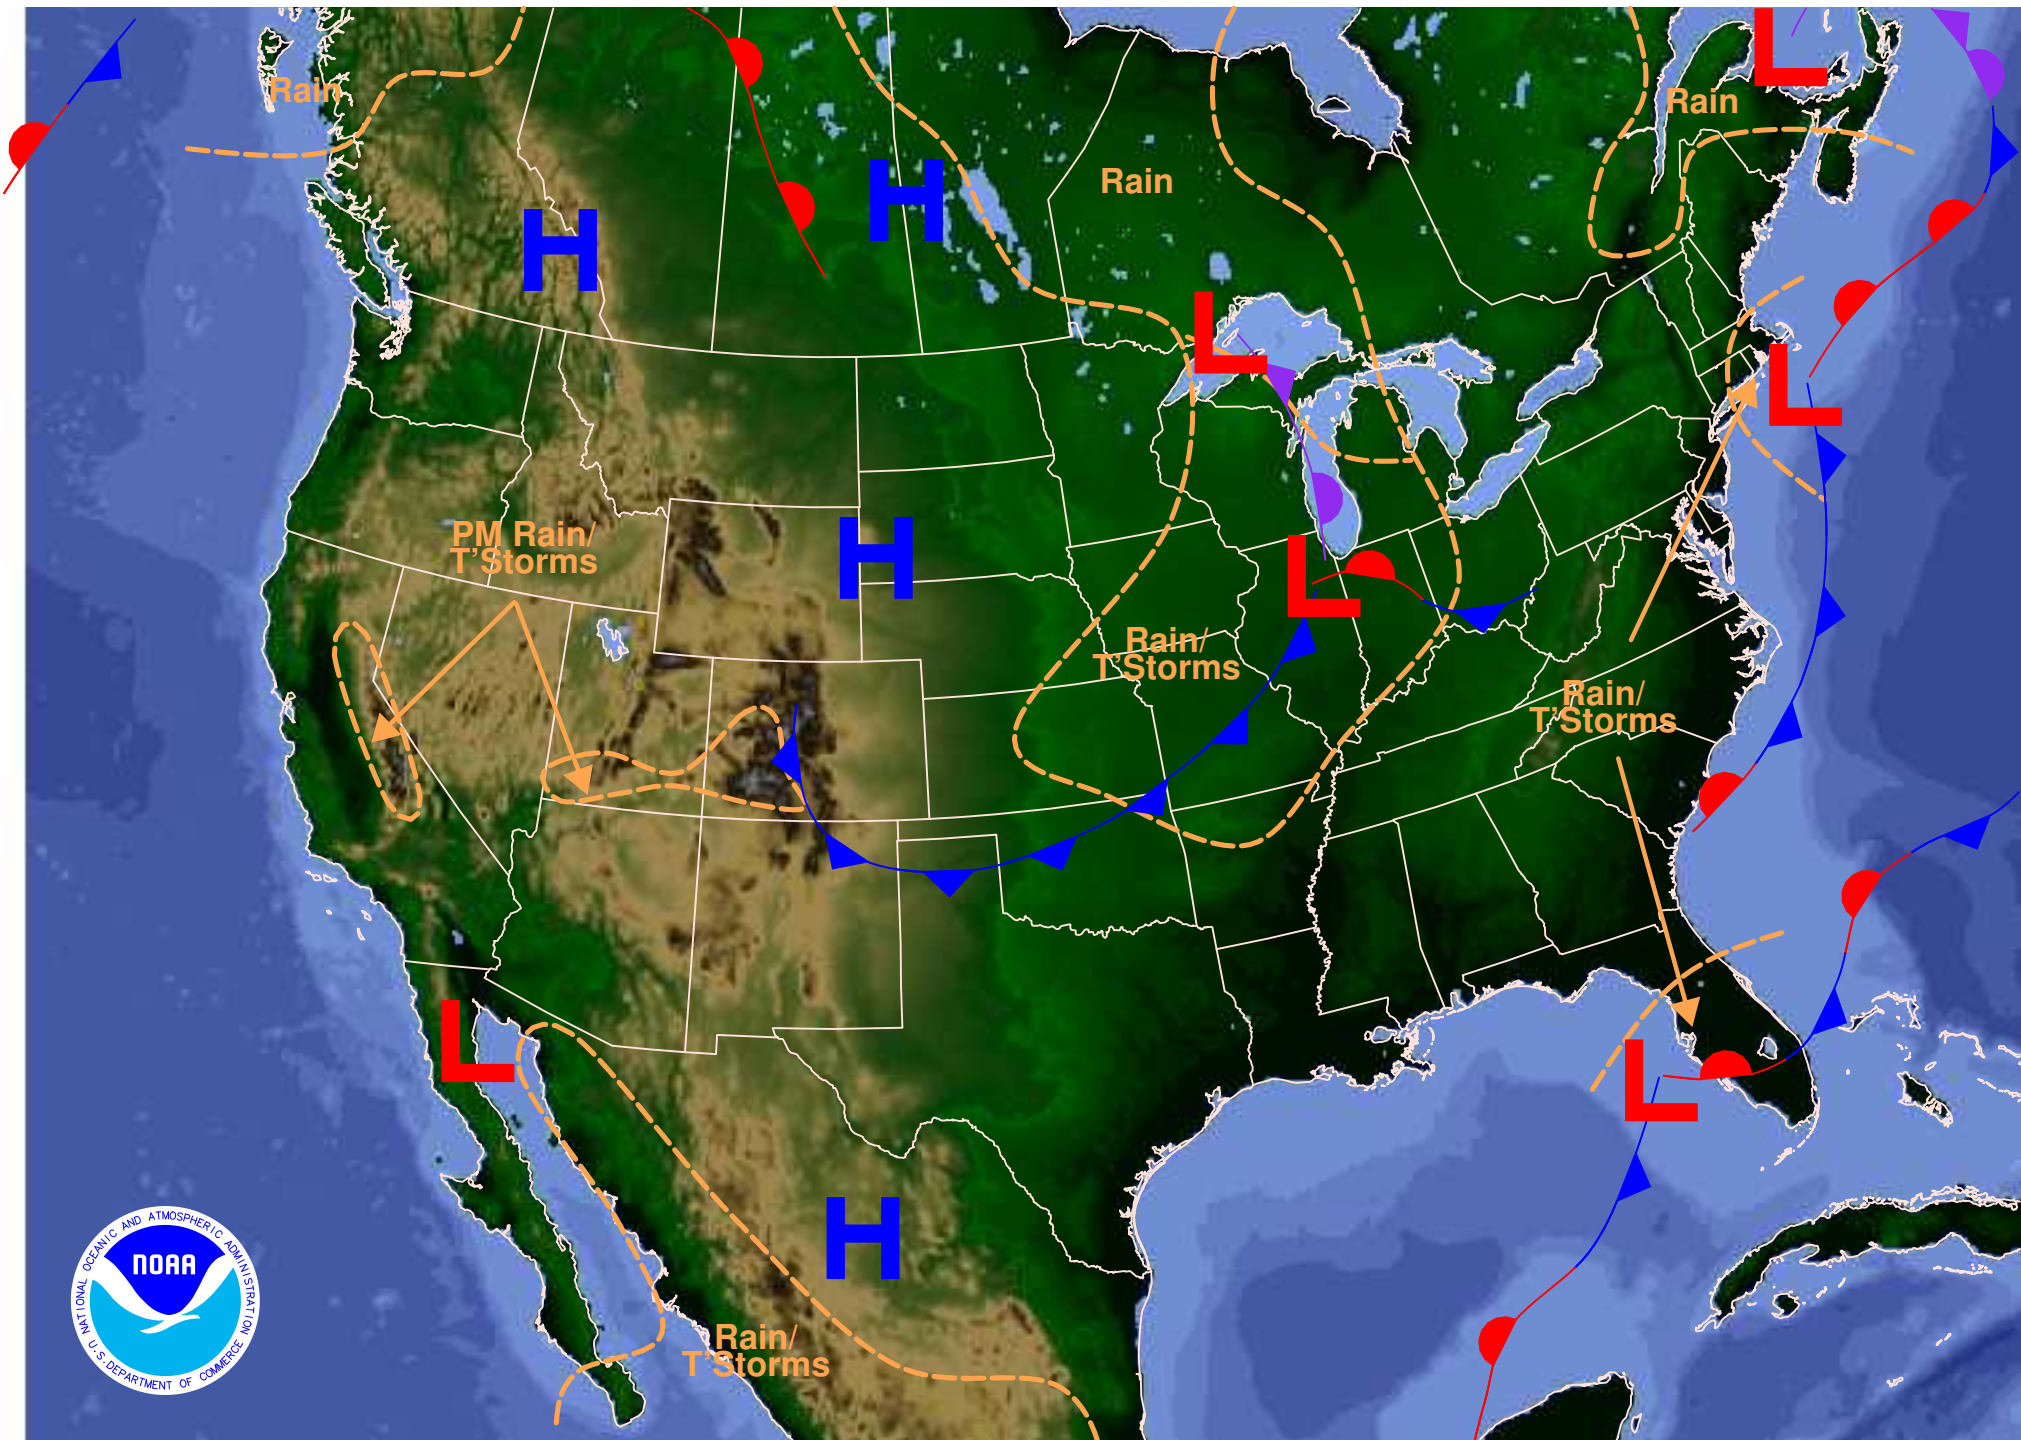 L
Rain
Rain
H
Rain
H
L
L
H
PM Rain/
T'Storms
L
Rain/
T'Storms
Rain/
T'Storms
L
L
H
NOAA
NATIONAL OCEANIC AND ATMOSPHERIC ADMINISTRATION
U.S. DEPARTMENT OF COMMERCE
Rain/
T'Storms